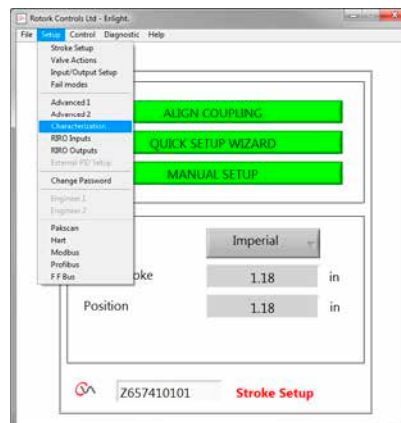 Rotork Controls Ltd - Enlight.
File Setup Control Diagnostic Help
Stroke Setup
Valve Actions
Input/Output Setup
Fail modes
Advanced 1
Advanced 2
Characterization
RIRO Inputs
RIRO Outputs
External PID Setup
Change Password
Engineer 1
Engineer 2
Pakscan
Hart
Modbus
Profibus
F F Bus
ALIGN COUPLING
QUICK SETUP WIZARD
MANUAL SETUP
Imperial
oke 1.18 in
Position 1.18 in
Z657410101 Stroke Setup